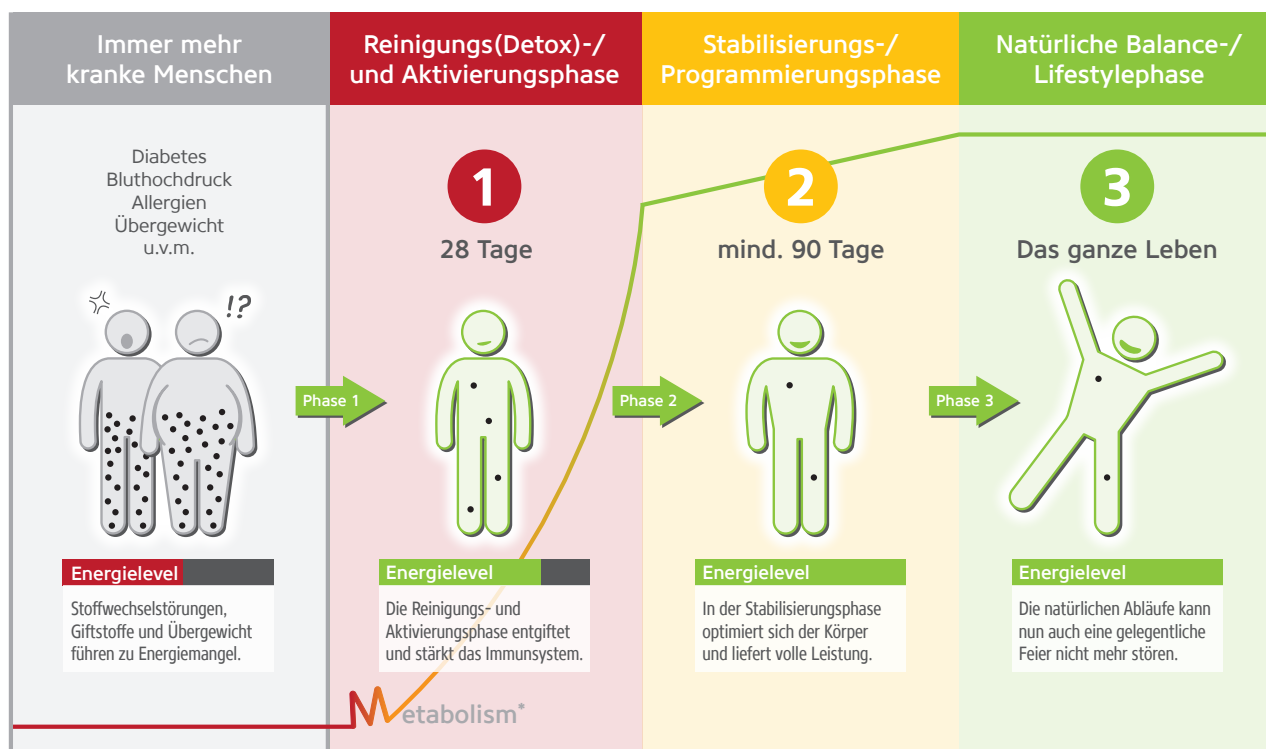 Immer mehr
kranke Menschen
Reinigungs(Detox)-/
und Aktivierungsphase
Stabilisierungs-/
Programmierungsphase
Natürliche Balance-/
Lifestylephase
Diabetes
Bluthochdruck
Allergien
Übergewicht
u.v.m.
1
28 Tage
2
mind. 90 Tage
3
Das ganze Leben
!?
Phase 1
Phase 2
Phase 3
Energielevel
Stoffwechselstörungen,
Giftstoffe und Übergewicht
führen zu Energiemangel.
Energielevel
Die Reinigungs- und
Aktivierungsphase entgiftet
und stärkt das Immunsystem.
Energielevel
In der Stabilisierungsphase
optimiert sich der Körper
und liefert volle Leistung.
Energielevel
Die natürlichen Abläufe kann
nun auch eine gelegentliche
Feier nicht mehr stören.
Metabolism*